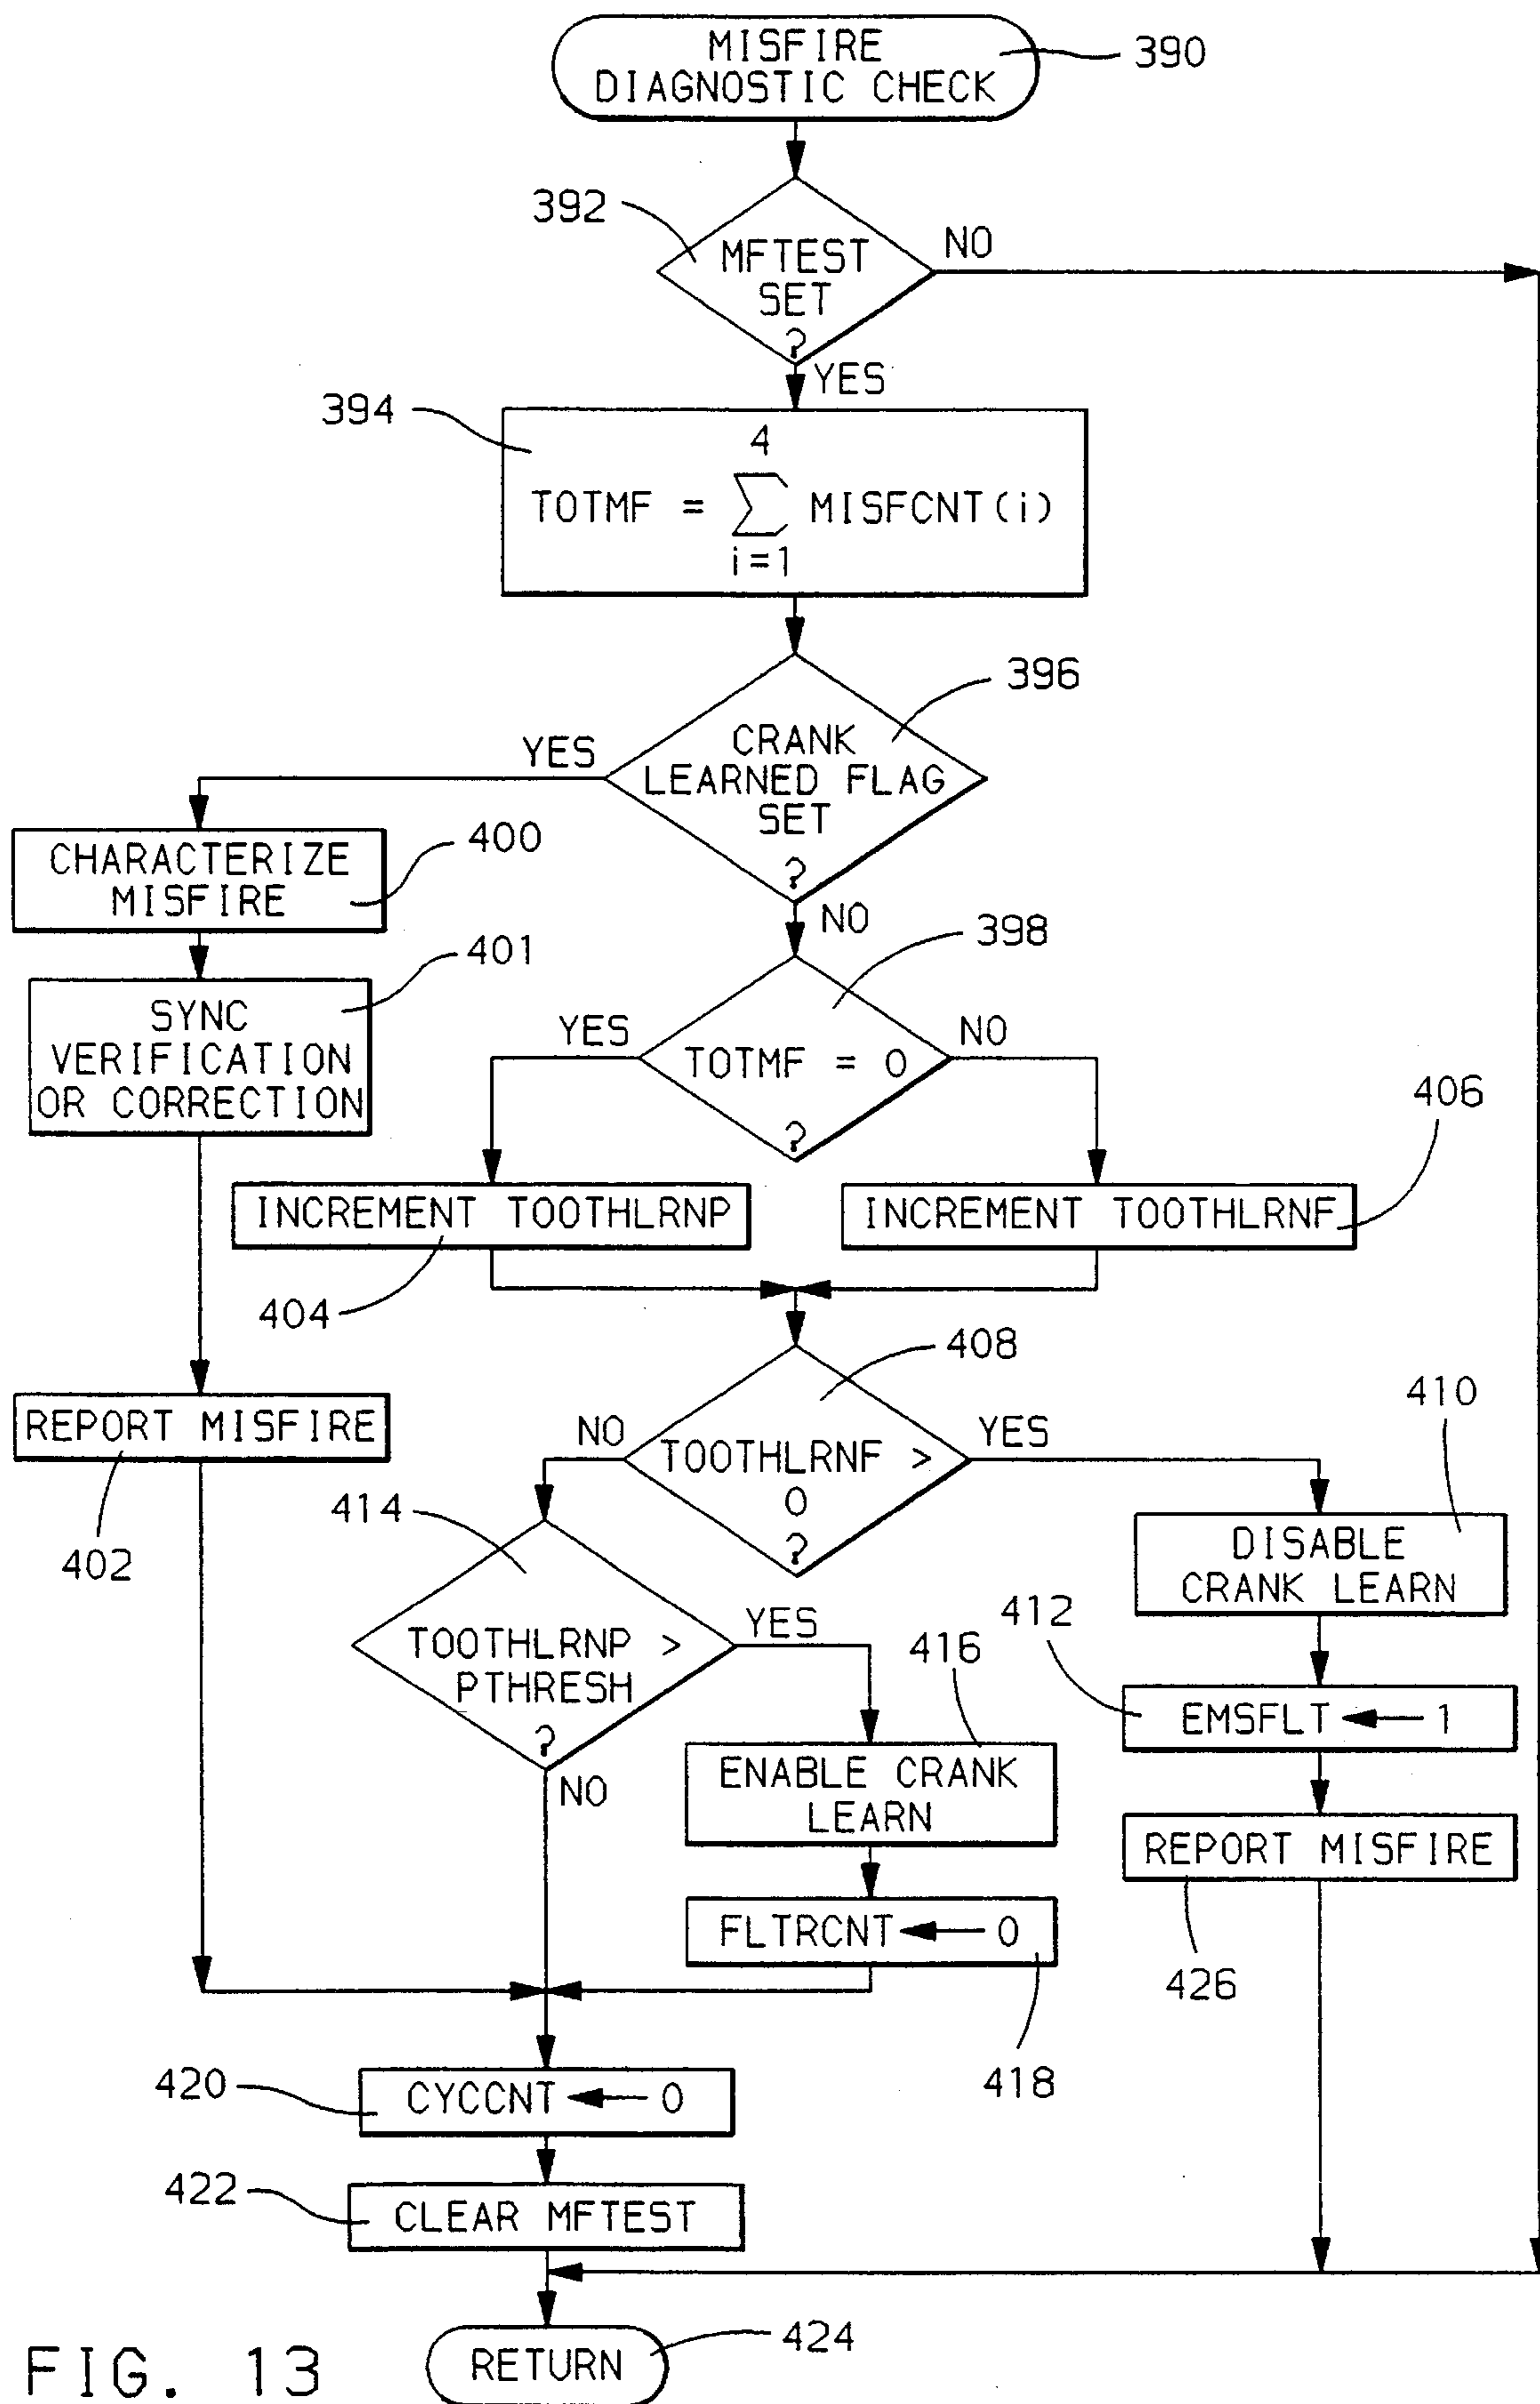 MISFIRE
DIAGNOSTIC CHECK
390
392
MFTEST
SET
?
NO
YES
394
4
TOTMF = ∑ MISFCNT(i)
i=1
396
CRANK
LEARNED FLAG
SET
?
YES
NO
CHARACTERIZE
MISFIRE
400
SYNC
VERIFICATION
OR CORRECTION
401
398
TOTMF = 0
?
YES
NO
406
INCREMENT TOOTHLRNP
INCREMENT TOOTHLRNF
404
408
TOOTHLRNF >
0
?
NO
YES
410
REPORT MISFIRE
402
414
DISABLE
CRANK LEARN
TOOTHLRNP >
PTHRESH
?
YES
NO
416
412
EMSFLT ← 1
ENABLE CRANK
LEARN
REPORT MISFIRE
426
FLTRCNT ← 0
418
420
CYCCNT ← 0
422
CLEAR MFTEST
RETURN
424
FIG. 13